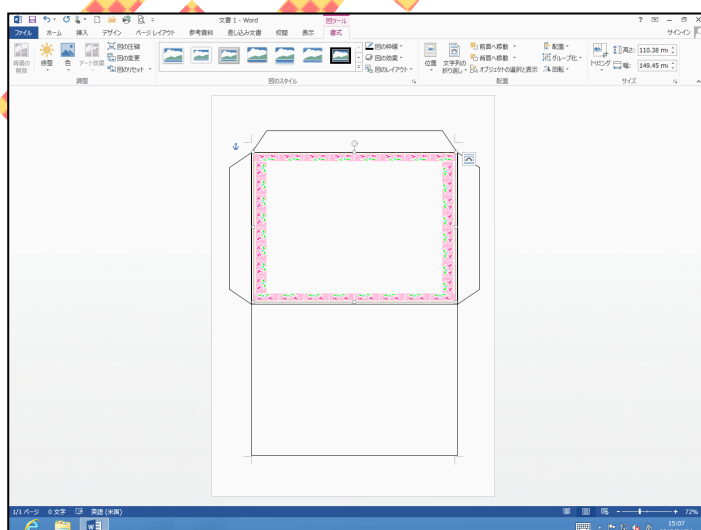 文書 1 - Word
図ツール
サインイン
ファイル ホーム 挿入 デザイン ページ レイアウト 参考資料 差し込み文書 校閲 表示 書式
背景の
削除
修整
色
アート効果
図の圧縮
図の変更
図のリセット
調整
図のスタイル
図の枠線
図の効果
図のレイアウト
位置
文字列の
折り返し
前面へ移動
背面へ移動
オブジェクトの選択と表示
配置
グループ化
回転
配置
トリミング
高さ: 110.38 mi
幅: 149.45 mi
サイズ
1/1 ページ 0 文字 英語 (米国)
72%
15:07